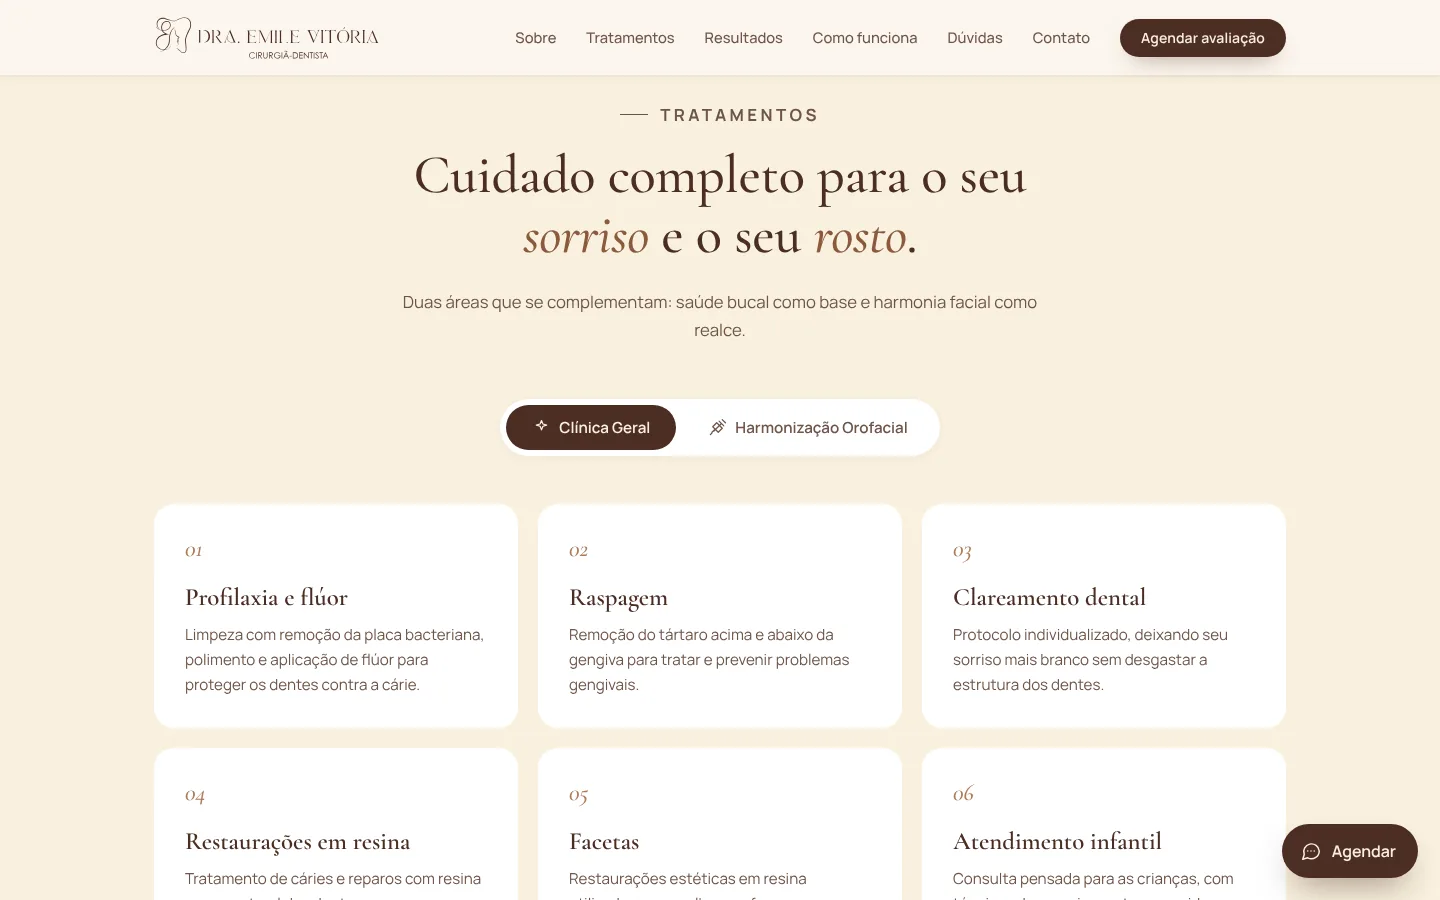 DRA. EMILE VITÓRIA
CIRURGIÃ-DENTISTA
Sobre
Tratamentos
Resultados
Como funciona
Dúvidas
Contato
Agendar avaliação
TRATAMENTOS
Cuidado completo para o seu
sorriso e o seu rosto.
Duas áreas que se complementam: saúde bucal como base e harmonia facial como
realce.
Clínica Geral
Harmonização Orofacial
01
Profilaxia e flúor
Limpeza com remoção da placa bacteriana,
polimento e aplicação de flúor para
proteger os dentes contra a cárie.
02
Raspagem
Remoção do tártaro acima e abaixo da
gengiva para tratar e prevenir problemas
gengivais.
03
Clareamento dental
Protocolo individualizado, deixando seu
sorriso mais branco sem desgastar a
estrutura dos dentes.
04
Restaurações em resina
Tratamento de cáries e reparos com resina
05
Facetas
Restaurações estéticas em resina
06
Atendimento infantil
Consulta pensada para as crianças, com
Agendar